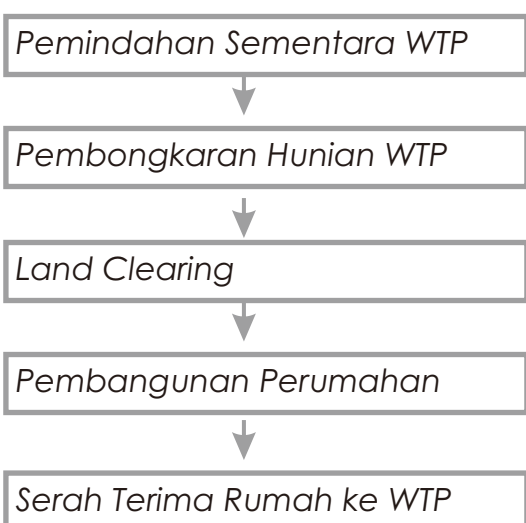 Pemindahan Sementara WTP
Pembongkaran Hunian WTP
Land Clearing
Pembangunan Perumahan
Serah Terima Rumah ke WTP